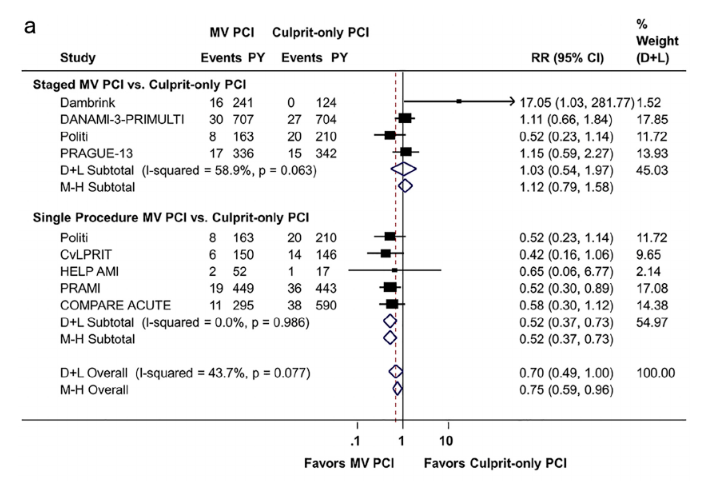 a
MV PCI Culprit-only PCI %
Weight
Study Events PY Events PY RR (95% CI) (D+L)
Staged MV PCI vs. Culprit-only PCI
Dambrink 16 241 0 124 17.05 (1.03, 281.77) 1.52
DANAMI-3-PRIMULTI 30 707 27 704 1.11 (0.66, 1.84) 17.85
Politi 8 163 20 210 0.52 (0.23, 1.14) 11.72
PRAGUE-13 17 336 15 342 1.15 (0.59, 2.27) 13.93
D+L Subtotal (I-squared = 58.9%, p = 0.063) 1.03 (0.54, 1.97) 45.03
M-H Subtotal 1.12 (0.79, 1.58)
Single Procedure MV PCI vs. Culprit-only PCI
Politi 8 163 20 210 0.52 (0.23, 1.14) 11.72
CvLPRIT 6 150 14 146 0.42 (0.16, 1.06) 9.65
HELP AMI 2 52 1 17 0.65 (0.06, 6.77) 2.14
PRAMI 19 449 36 443 0.52 (0.30, 0.89) 17.08
COMPARE ACUTE 11 295 38 590 0.58 (0.30, 1.12) 14.38
D+L Subtotal (I-squared = 0.0%, p = 0.986) 0.52 (0.37, 0.73) 54.97
M-H Subtotal 0.52 (0.37, 0.73)
D+L Overall (I-squared = 43.7%, p = 0.077) 0.70 (0.49, 1.00) 100.00
M-H Overall 0.75 (0.59, 0.96)
.1 1 10
Favors MV PCI Favors Culprit-only PCI